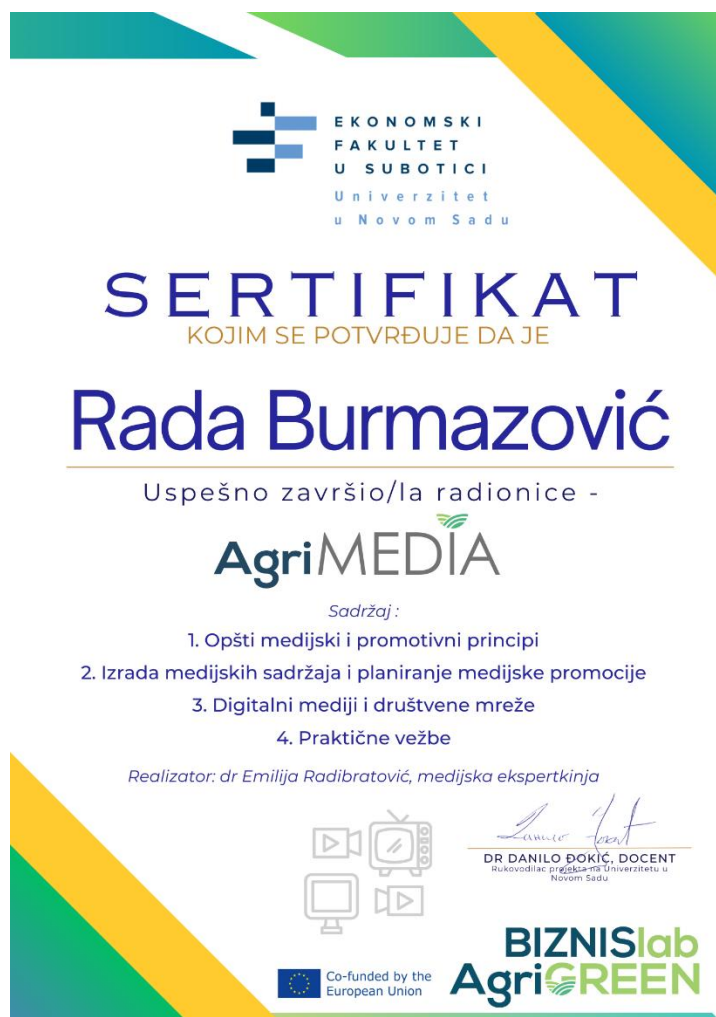 EKONOMSKI
FAKULTET
U SUBOTICI
Univerzitet
u Novom Sadu
SERTIFIKAT
KOJIM SE POTVRĐUJE DA JE
Rada Burmazović
Uspešno završio/la radionice -
AgriMEDIA
Sadržaj :
1. Opšti medijski i promotivni principi
2. Izrada medijskih sadržaja i planiranje medijske promocije
3. Digitalni mediji i društvene mreže
4. Praktične vežbe
Realizator: dr Emilija Radibratović, medijska ekspertkinja
DR DANILO ĐOKIĆ, DOCENT
Rukovodilac projekta na Univerzitetu u
Novom Sadu
BIZNISlab
AgriGREEN
Co-funded by the
European Union